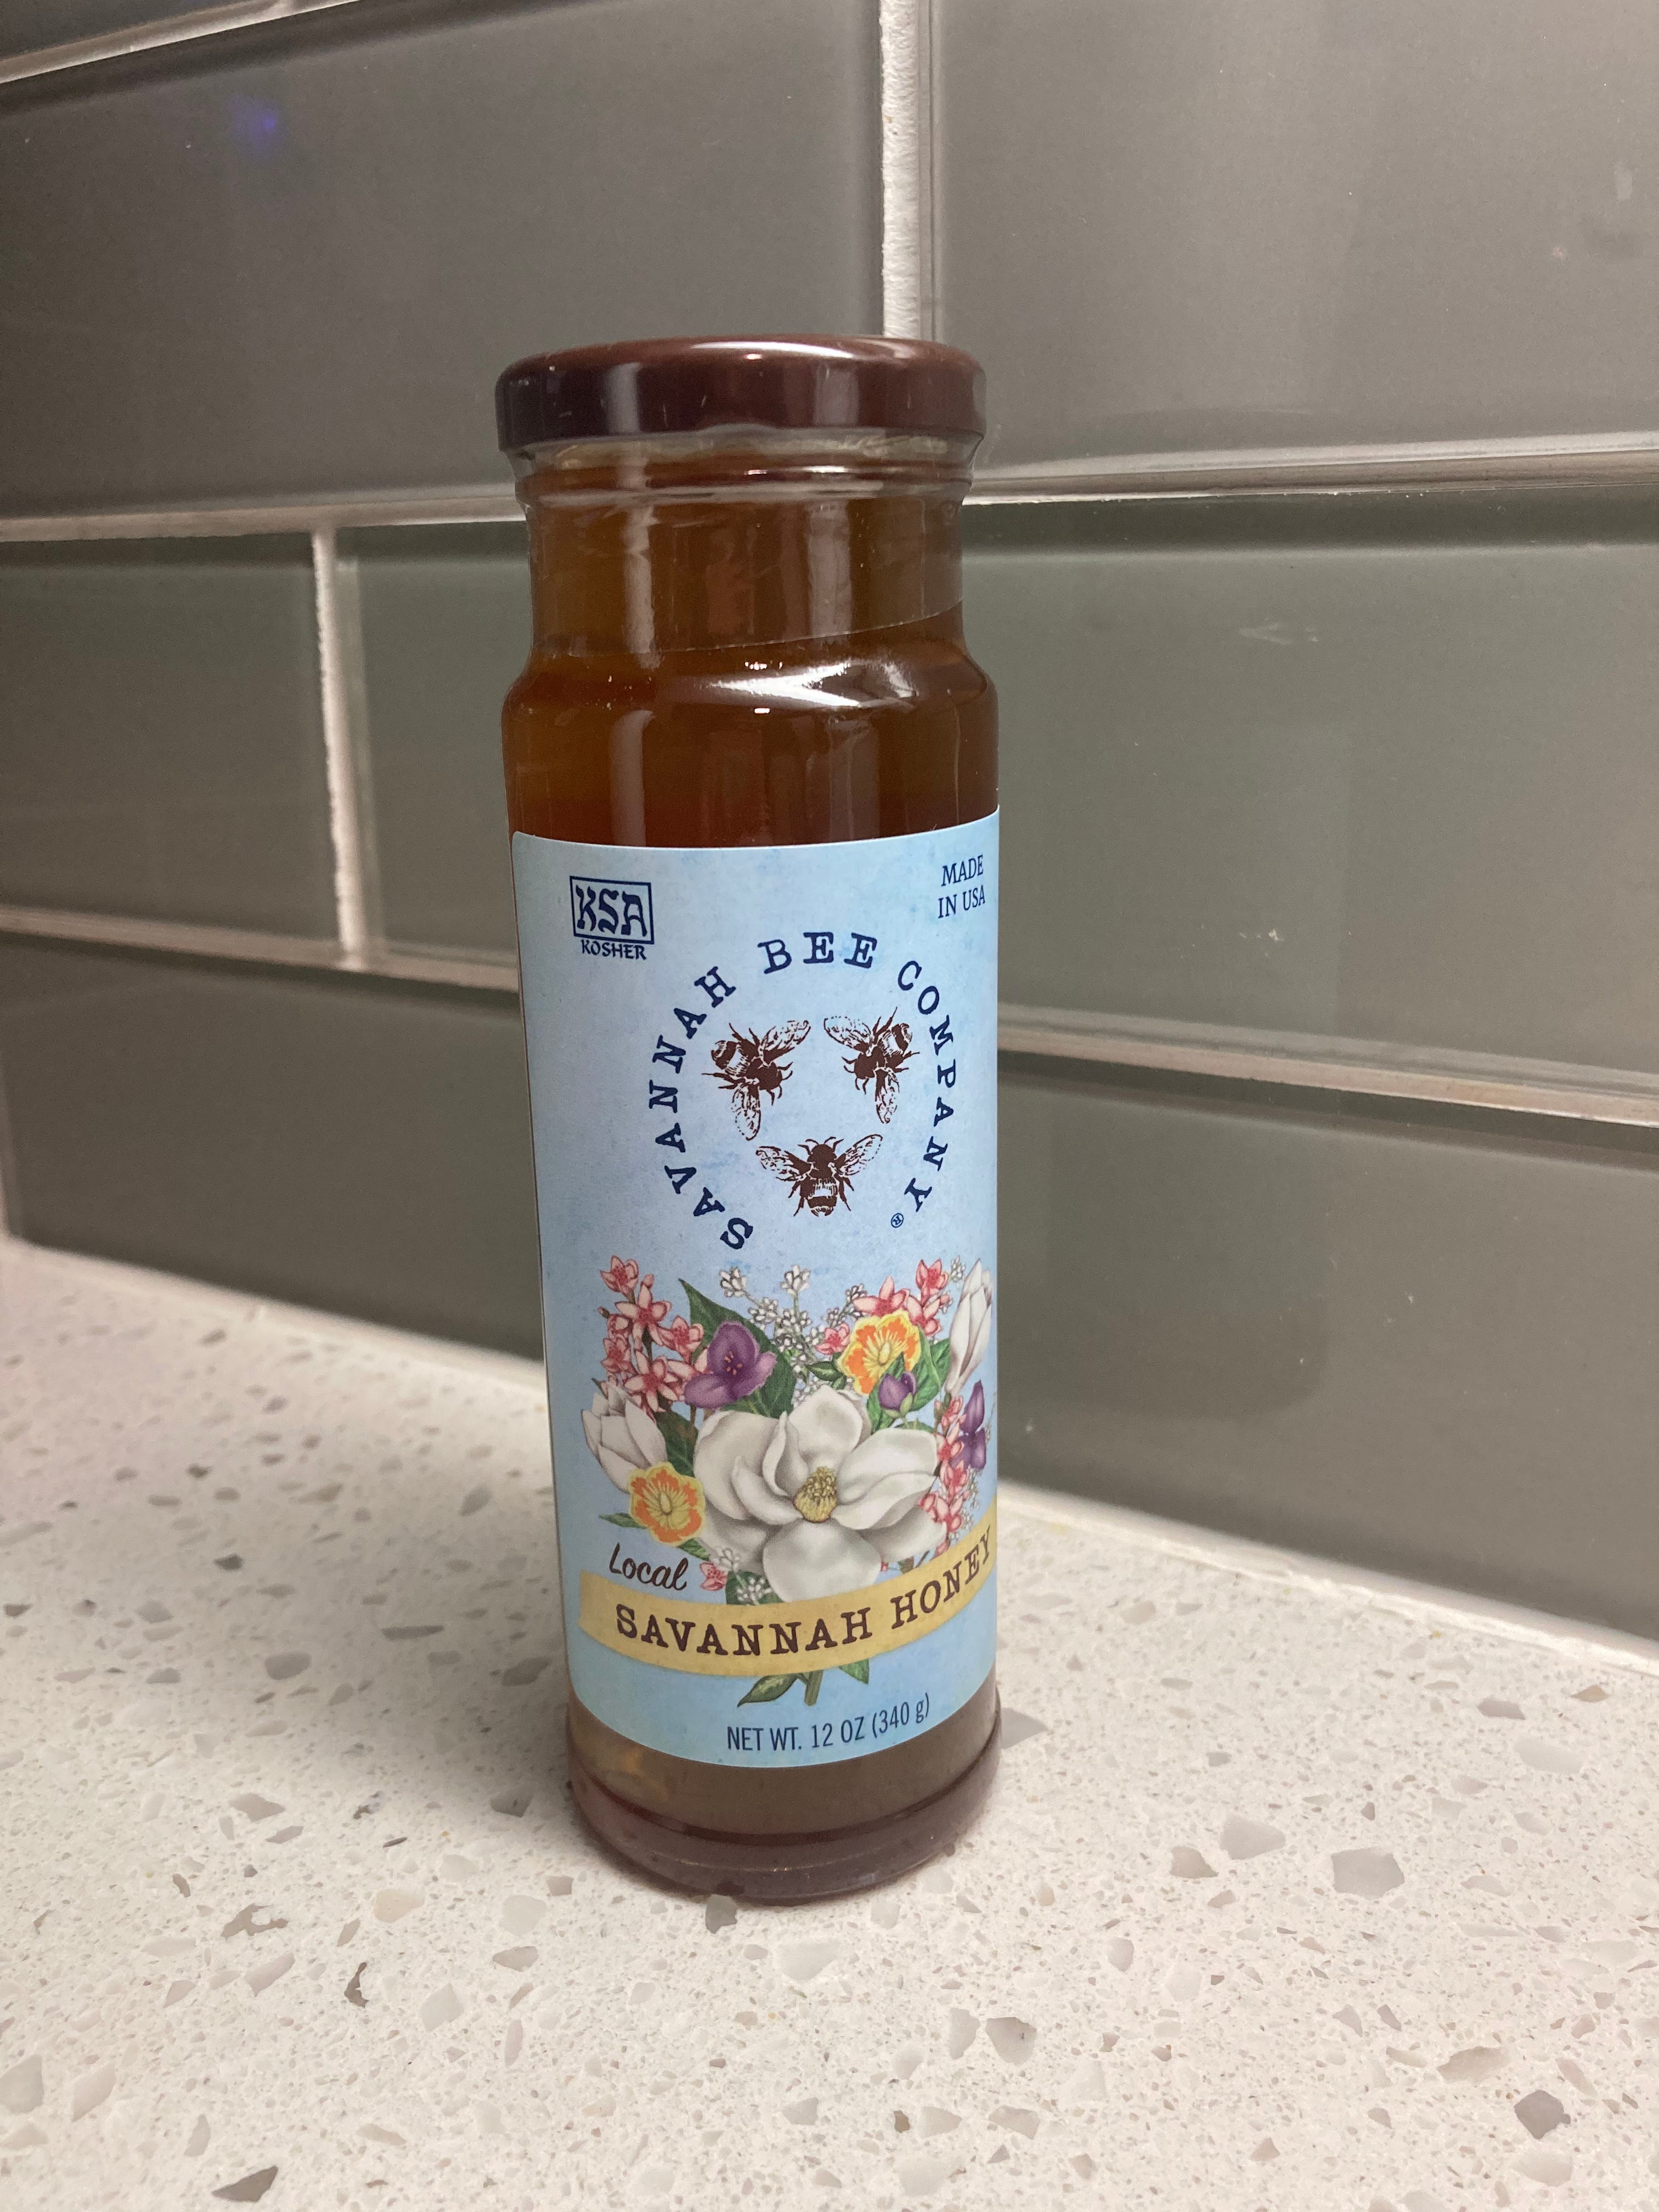 KSA
KOSHER
MADE
IN USA
SAVANNAH BEE COMPANY®
Local
SAVANNAH HONEY
NET WT. 12 OZ (340 g)